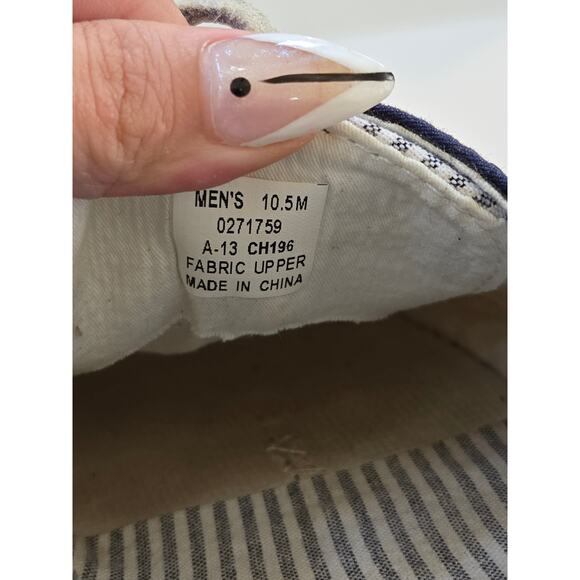 MEN'S 10.5M
0271759
A-13 CH196
FABRIC UPPER
MADE IN CHINA